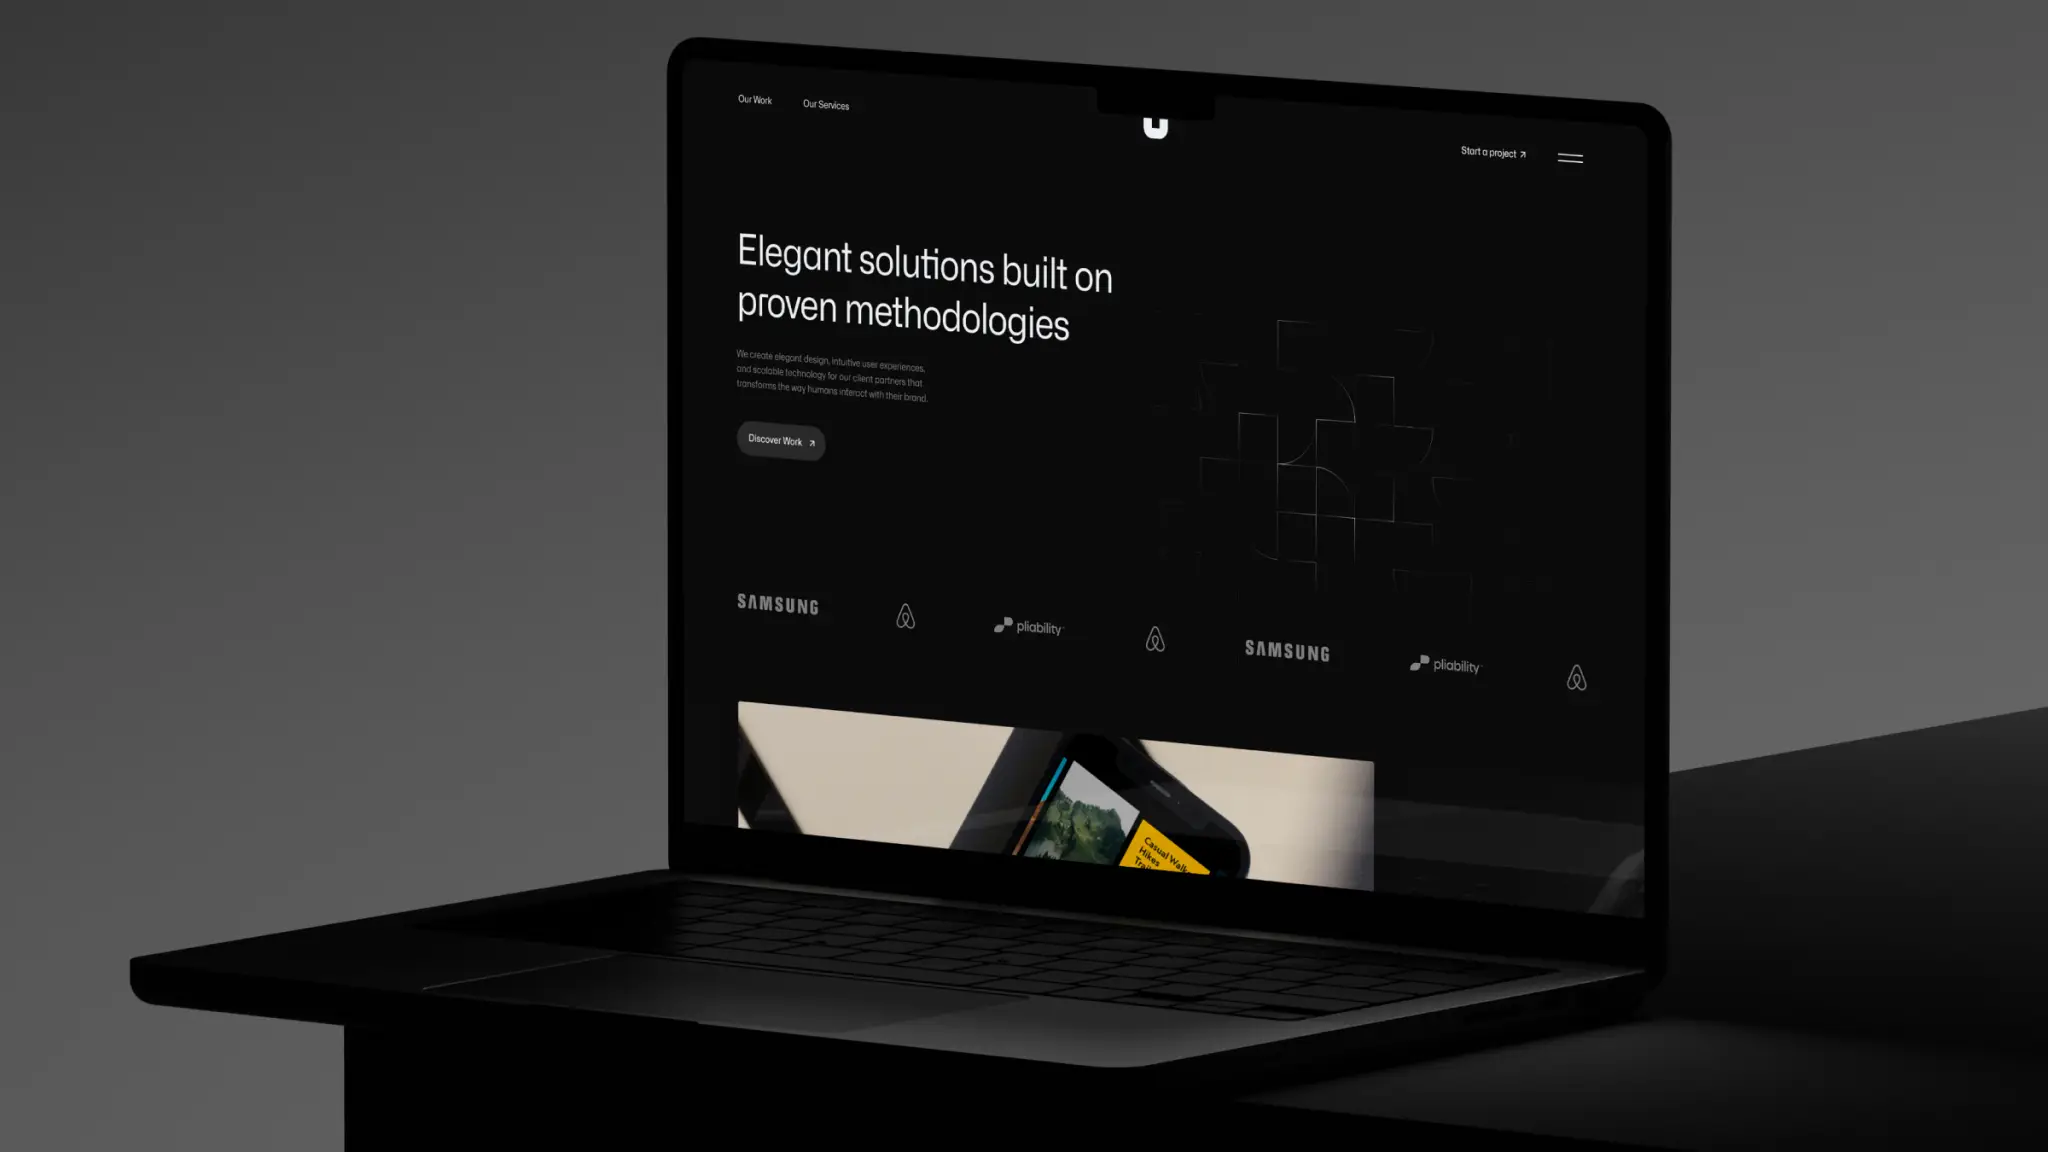 Our Work
Our Services
Start a project
Elegant solutions built on
proven methodologies
We create elegant design, intuitive user experiences,
and scalable technology for our client partners that
transforms the way humans interact with their brand.
Discover Work
SAMSUNG
pliability
SAMSUNG
pliability
Casual Walk
Hikes